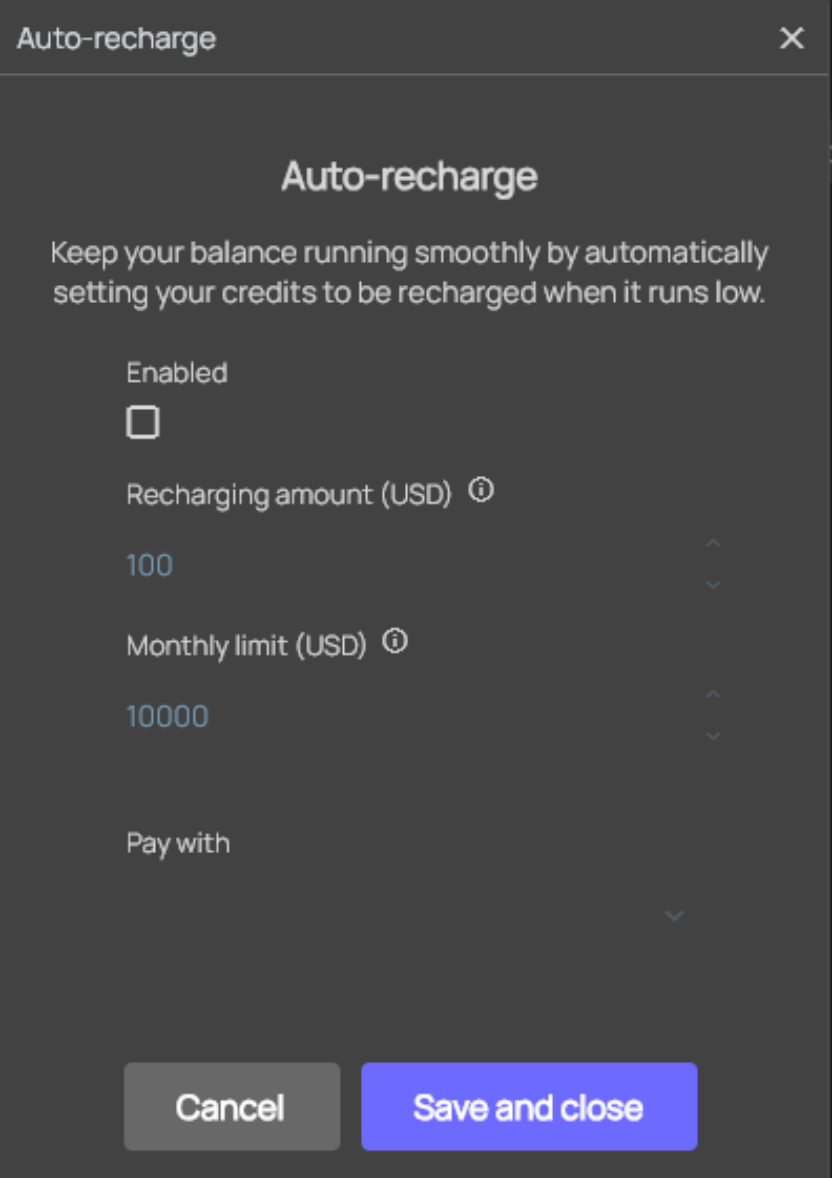 Auto-recharge
Auto-recharge
Keep your balance running smoothly by automatically
setting your credits to be recharged when it runs low.
Enabled
Recharging amount (USD)
100
Monthly limit (USD)
10000
Pay with
Cancel
Save and close